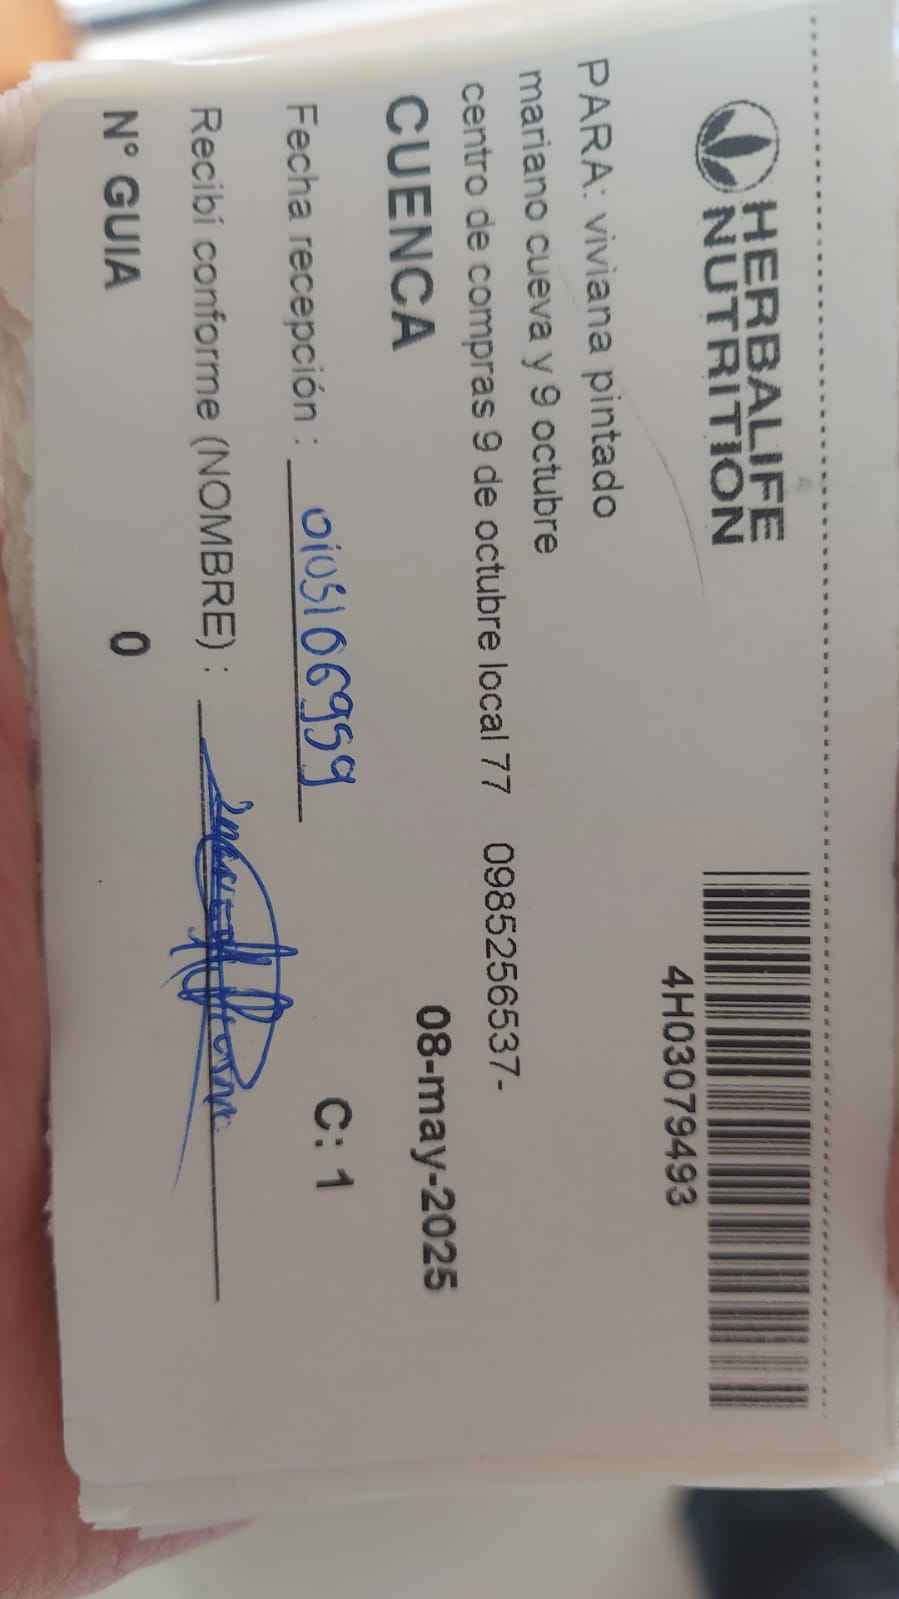 HERBALIFE
NUTRITION
4H03079493
PARA: viviana pintado
mariano cueva y 9 octubre
centro de compras 9 de octubre local 77 0985256537-
CUENCA
08-may-2025
Fecha recepción : 0105106959
C: 1
Recibí conforme (NOMBRE) :
N° GUIA 0